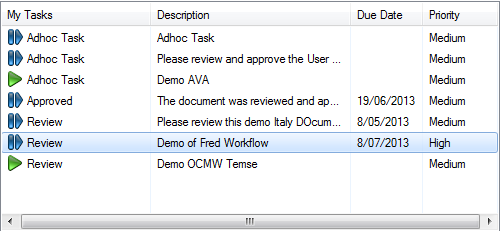 My Tasks Description Due Date Priority
Adhoc Task Adhoc Task Medium
Adhoc Task Please review and approve the User ... Medium
Adhoc Task Demo AVA Medium
Approved The document was reviewed and ap... 19/06/2013 Medium
Review Please review this demo Italy DOcum... 8/05/2013 Medium
Review Demo of Fred Workflow 8/07/2013 High
Review Demo OCMW Temse Medium